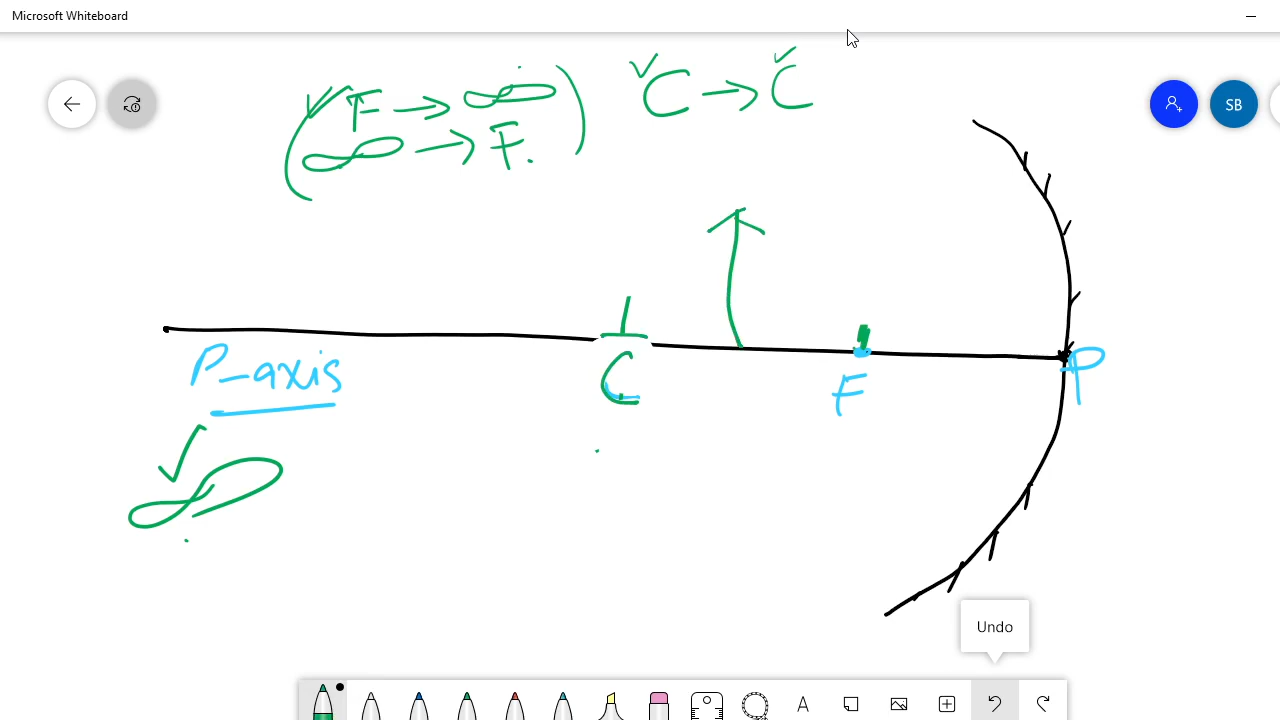 Microsoft Whiteboard
F → ∞ C → C
∞ → F.
SB
P-axis
C
F
P
∞
Undo
A